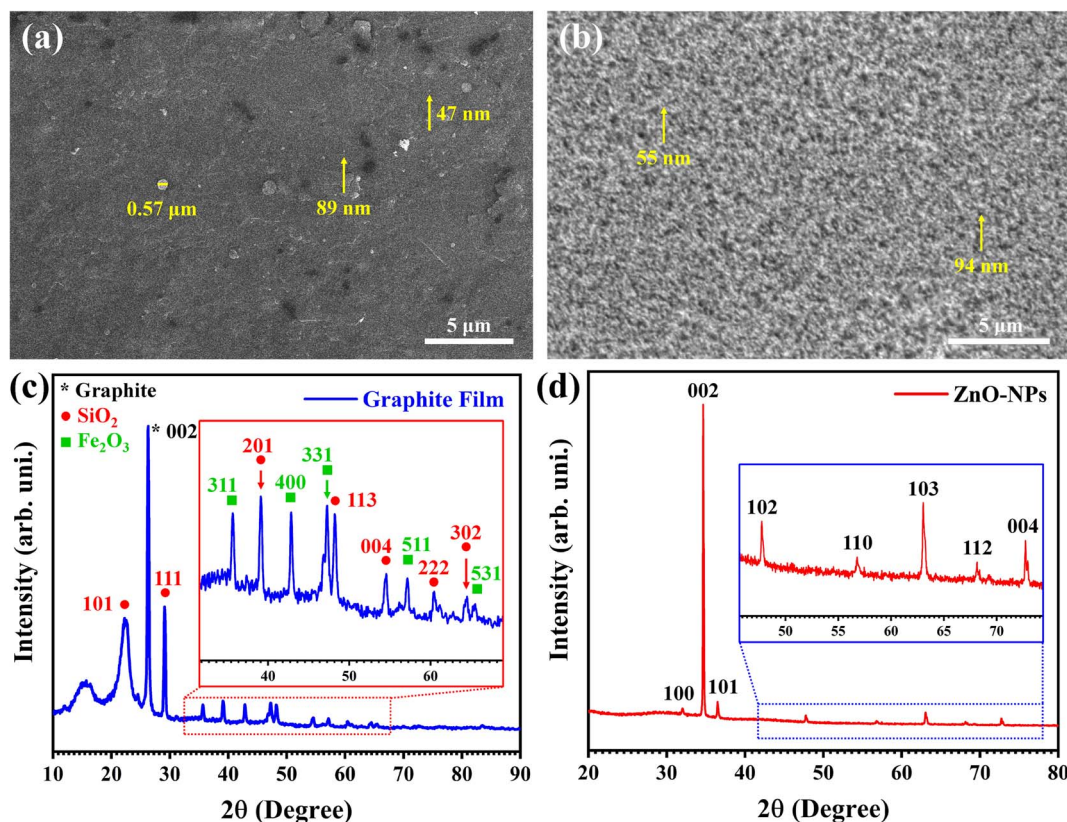 (a)
47 nm
0.57 μm
89 nm
5 μm
(b)
55 nm
94 nm
5 μm
(c)
* Graphite
SiO2
Fe2O3
Graphite Film
* 002
101
111
311
201
400
331
113
004
511
222
302
531
40
50
60
Intensity (arb. uni.)
10 20 30 40 50 60 70 80 90
2θ (Degree)
(d)
002
ZnO-NPs
102
110
103
112
004
50 55 60 65 70
100
101
Intensity (arb. uni.)
20 30 40 50 60 70 80
2θ (Degree)